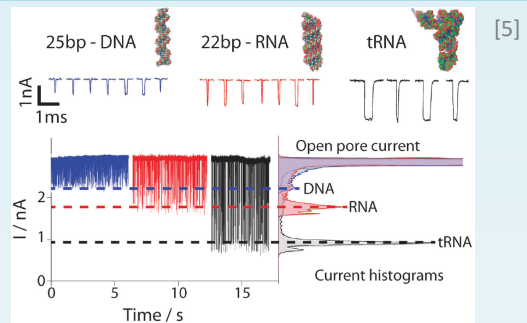 25bp - DNA
22bp - RNA
tRNA
[5]
1nA
1ms
Open pore current
DNA
RNA
tRNA
Current histograms
I / nA
2
1
0
0
5
10
15
Time / s